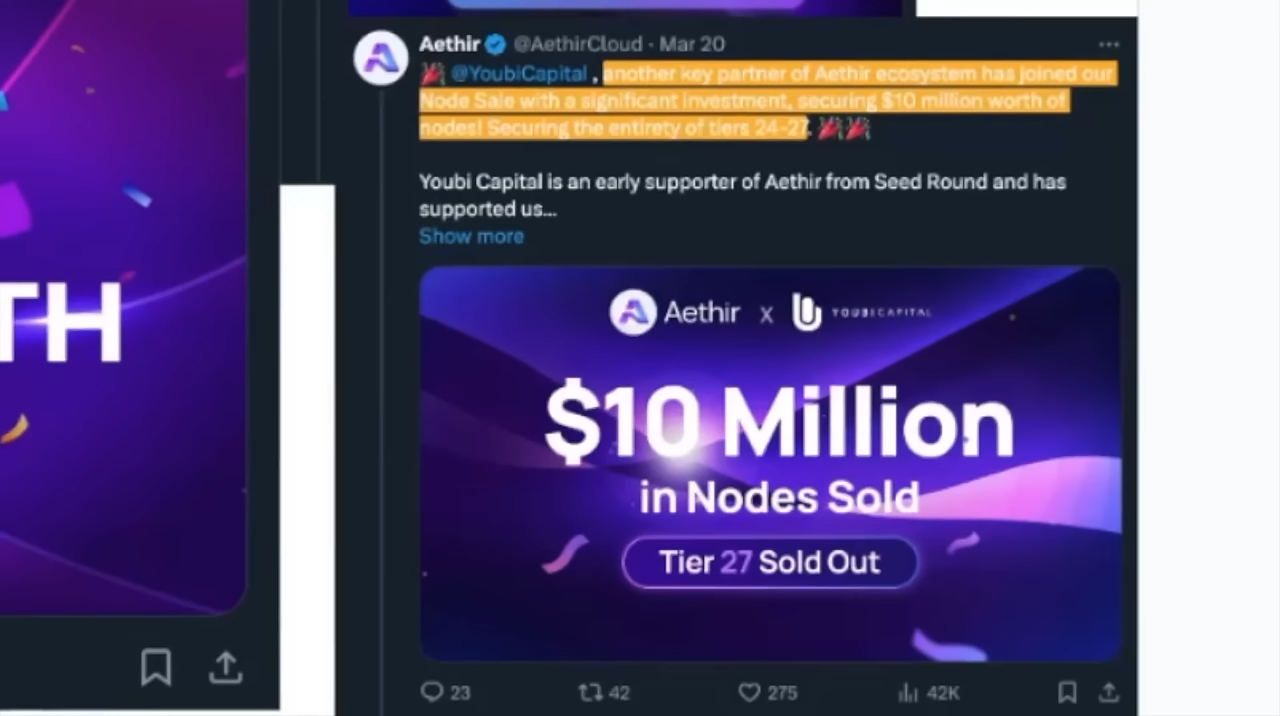 TH
Aethir @AethirCloud · Mar 20
@YoubiCapital , another key partner of Aethir ecosystem has joined our
Node Sale with a significant investment, securing $10 million worth of
nodes! Securing the entirety of tiers 24-27.
Youbi Capital is an early supporter of Aethir from Seed Round and has
supported us...
Show more
Aethir x YOUBICAPITAL
$10 Million
in Nodes Sold
Tier 27 Sold Out
23 42 275 42K